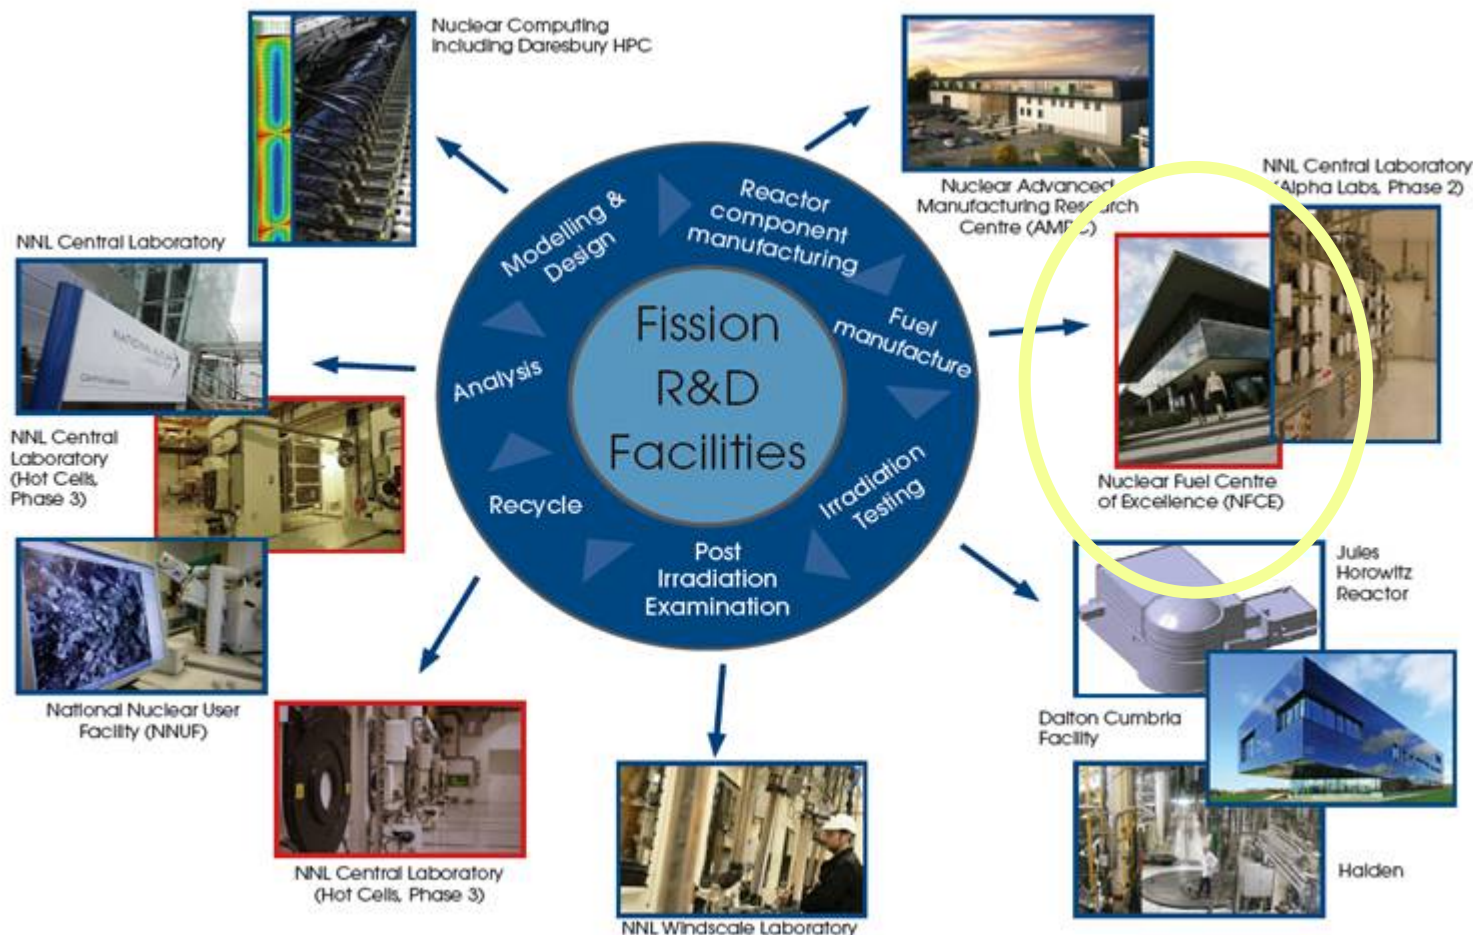 Nuclear Computing
Including Daresbury HPC
Nuclear Advanced
Manufacturing Research
Centre (AMRC)
NNL Central Laboratory
(Alpha Labs, Phase 2)
Nuclear Fuel Centre
of Excellence (NFCE)
Jules
Horowitz
Reactor
Dalton Cumbria
Facility
Halden
NNL Windscale Laboratory
NNL Central Laboratory
(Hot Cells, Phase 3)
National Nuclear User
Facility (NNUF)
NNL Central
Laboratory
(Hot Cells,
Phase 3)
NNL Central Laboratory
Fission
R&D
Facilities
Modelling &
Design
Reactor
component
manufacturing
Fuel
manufacture
Irradiation
Testing
Post
Irradiation
Examination
Recycle
Analysis